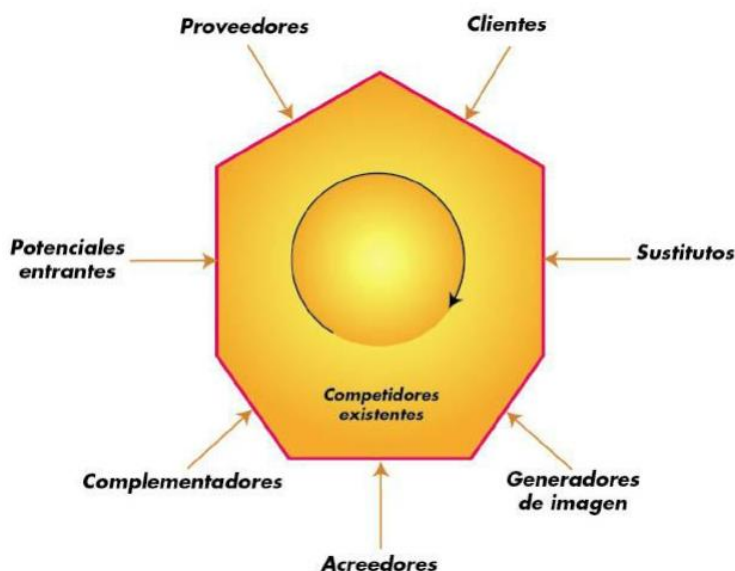 Proveedores
Clientes
Potenciales
entrantes
Sustitutos
Competidores
existentes
Complementadores
Generadores
de imagen
Acreedores